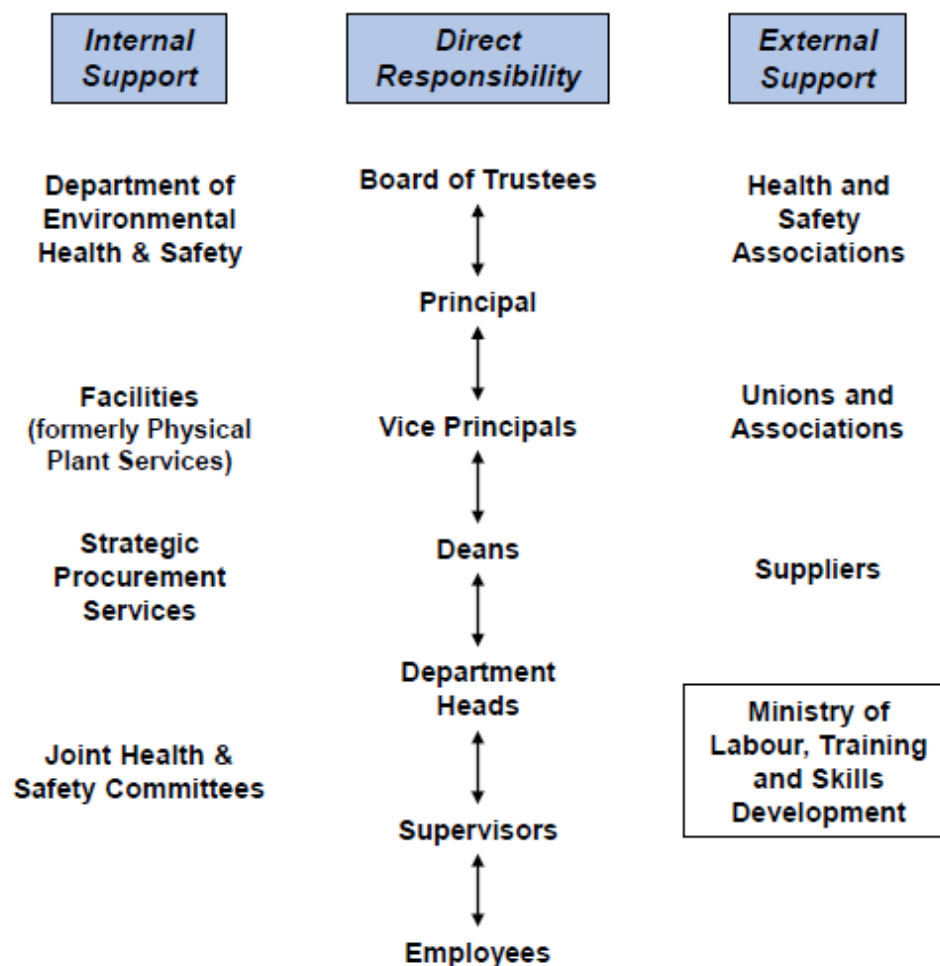 Internal
Support
Direct
Responsibility
External
Support
Department of
Environmental
Health & Safety
Facilities
(formerly Physical
Plant Services)
Strategic
Procurement
Services
Joint Health &
Safety Committees
Board of Trustees
Principal
Vice Principals
Deans
Department
Heads
Supervisors
Employees
Health and
Safety
Associations
Unions and
Associations
Suppliers
Ministry of
Labour, Training
and Skills
Development